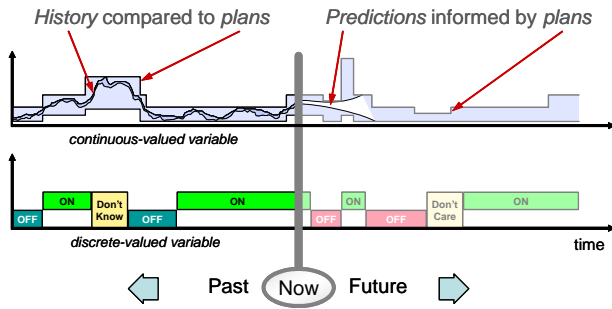 History compared to plans
Predictions informed by plans
continuous-valued variable
OFF
ON
Don't
Know
OFF
ON
OFF
ON
OFF
Don't
Care
ON
discrete-valued variable
time
Past
Now
Future